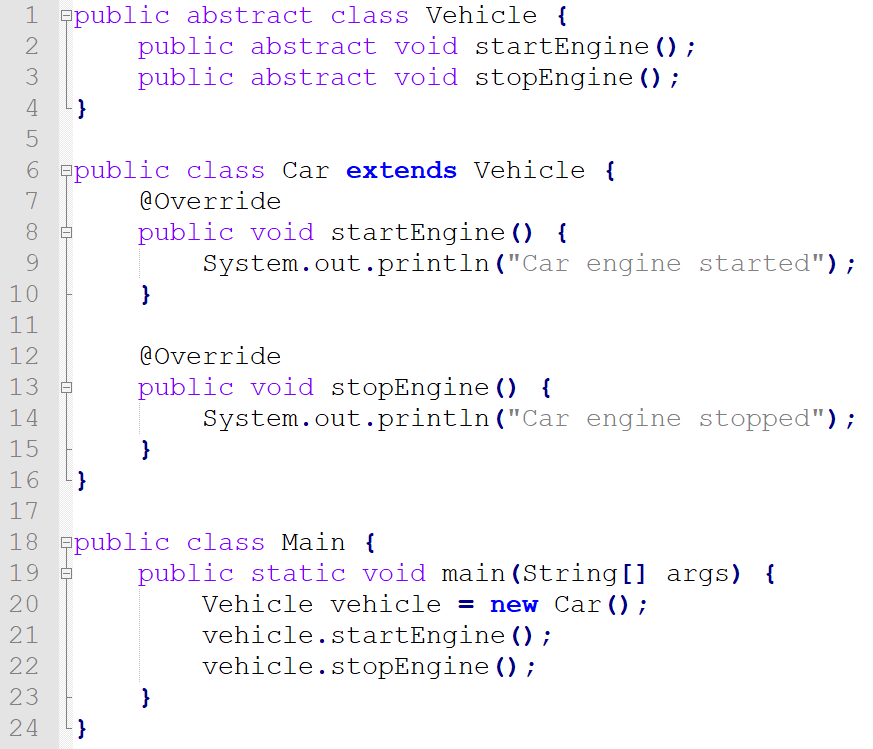 1 public abstract class Vehicle {
2     public abstract void startEngine();
3     public abstract void stopEngine();
4 }
5
6 public class Car extends Vehicle {
7     @Override
8     public void startEngine() {
9         System.out.println("Car engine started");
10     }
11
12     @Override
13     public void stopEngine() {
14         System.out.println("Car engine stopped");
15     }
16 }
17
18 public class Main {
19     public static void main(String[] args) {
20         Vehicle vehicle = new Car();
21         vehicle.startEngine();
22         vehicle.stopEngine();
23     }
24 }